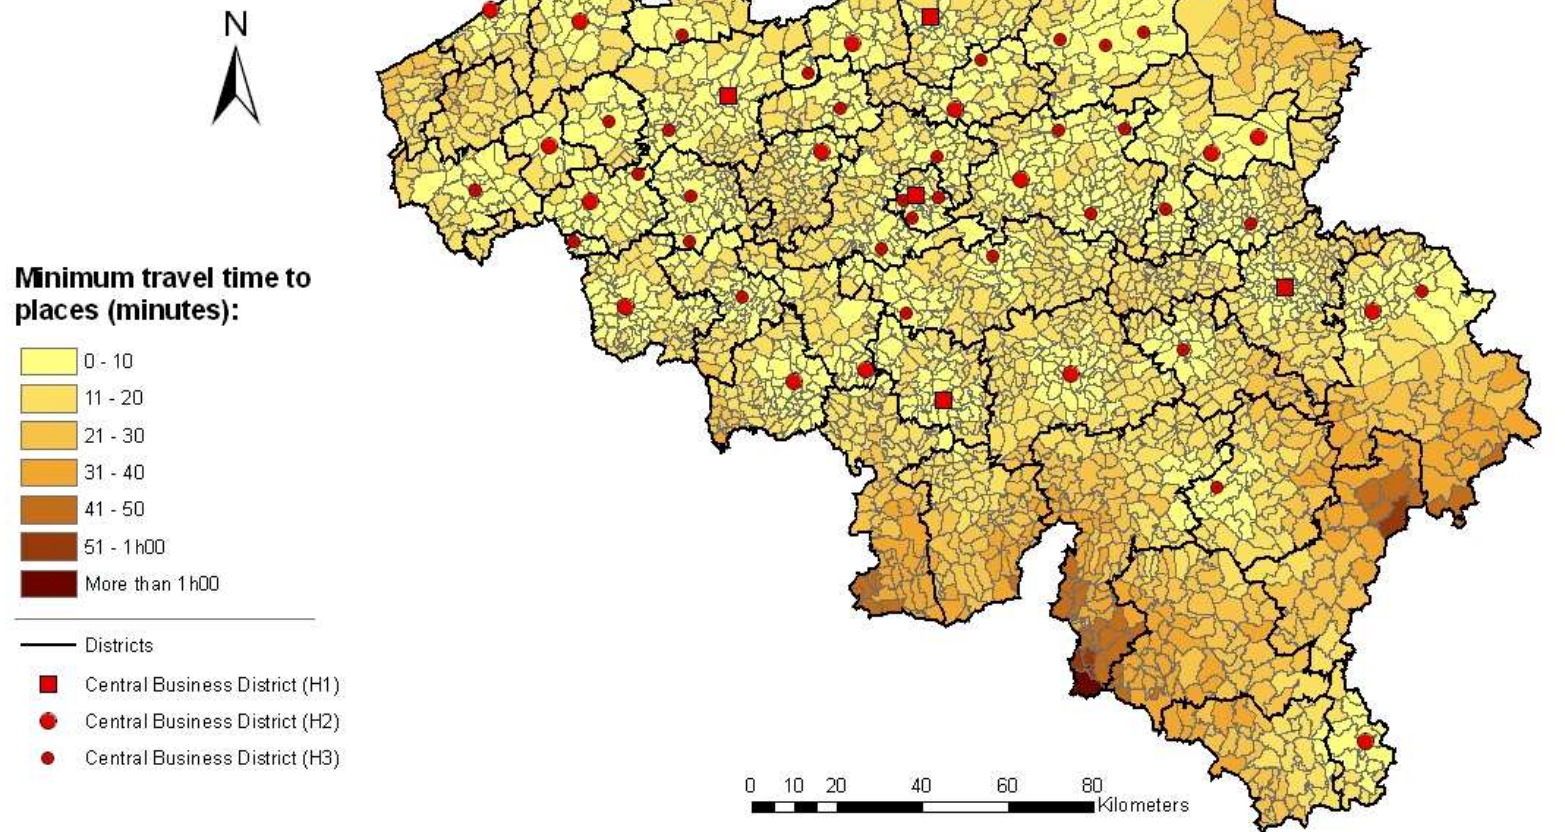 N
Minimum travel time to
places (minutes):
0 - 10
11 - 20
21 - 30
31 - 40
41 - 50
51 - 1h00
More than 1h00
Districts
Central Business District (H1)
Central Business District (H2)
Central Business District (H3)
0 10 20 40 60 80
Kilometers